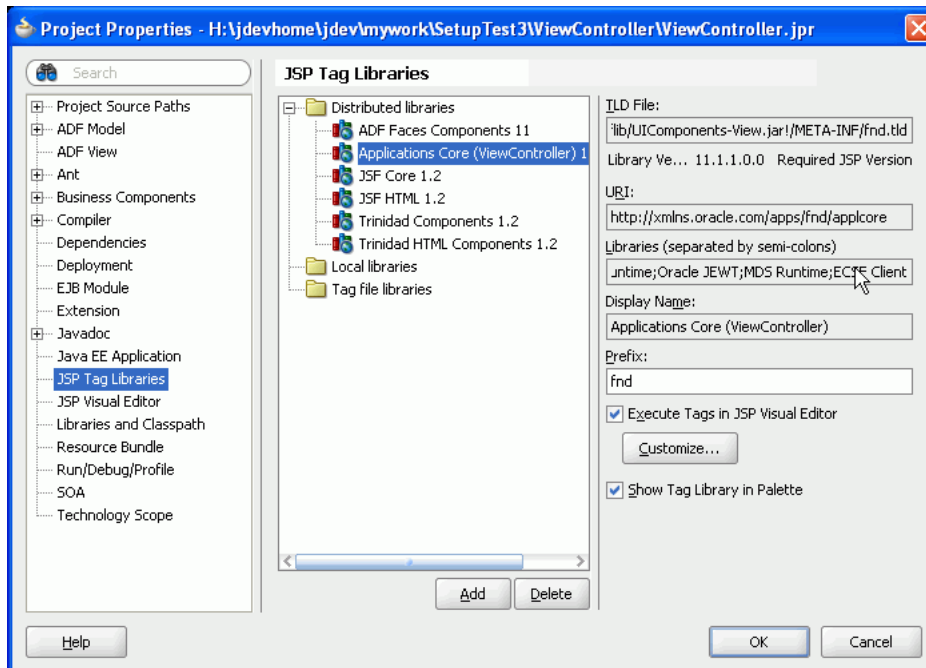 Project Properties - H:\jdevhome\jdev\mywork\SetupTest3\ViewController\ViewController.jpr
Search
Project Source Paths
ADF Model
ADF View
Ant
Business Components
Compiler
Dependencies
Deployment
EJB Module
Extension
Javadoc
Java EE Application
JSP Tag Libraries
JSP Visual Editor
Libraries and Classpath
Resource Bundle
Run/Debug/Profile
SOA
Technology Scope
JSP Tag Libraries
Distributed libraries
ADF Faces Components 11
Applications Core (ViewController) 1
JSF Core 1.2
JSF HTML 1.2
Trinidad Components 1.2
Trinidad HTML Components 1.2
Local libraries
Tag file libraries
Add Delete
TLD File:
lib/UIComponents-View.jar!/META-INF/fnd.tld
Library Ve... 11.1.1.0.0 Required JSP Version
URI:
http://xmlns.oracle.com/apps/fnd/applcore
Libraries (separated by semi-colons)
untime;Oracle JEWT;MDS Runtime;ECSF Client
Display Name:
Applications Core (ViewController)
Prefix:
fnd
Execute Tags in JSP Visual Editor
Customize...
Show Tag Library in Palette
Help OK Cancel